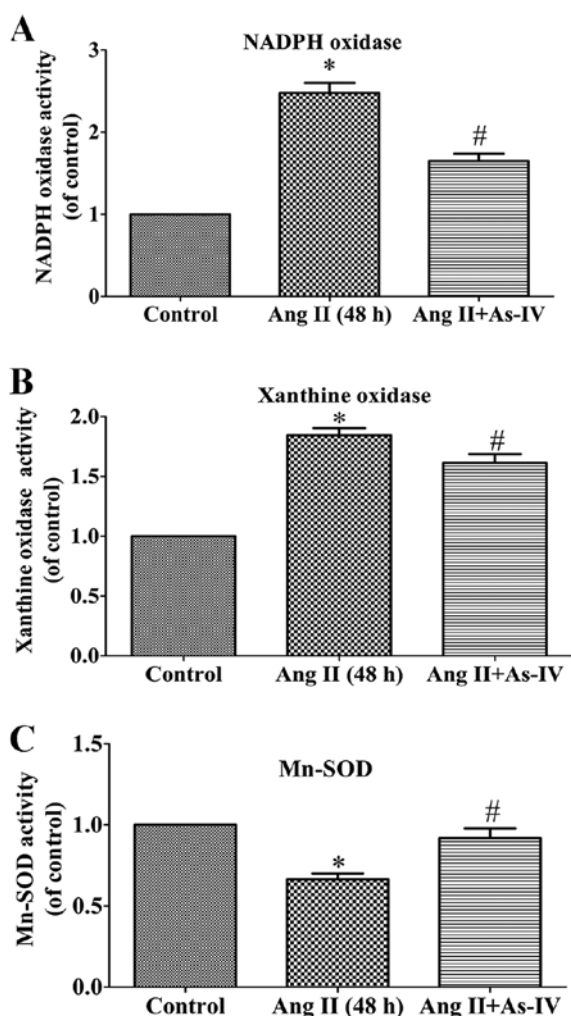 A
NADPH oxidase
NADPH oxidase activity
(of control)
3
2
1
0
*
#
Control Ang II (48 h) Ang II+As-IV
B
Xanthine oxidase
Xanthine oxidase activity
(of control)
2.0
1.5
1.0
0.5
0.0
*
#
Control Ang II (48 h) Ang II+As-IV
C
Mn-SOD
Mn-SOD activity
(of control)
1.5
1.0
0.5
0.0
*
#
Control Ang II (48 h) Ang II+As-IV